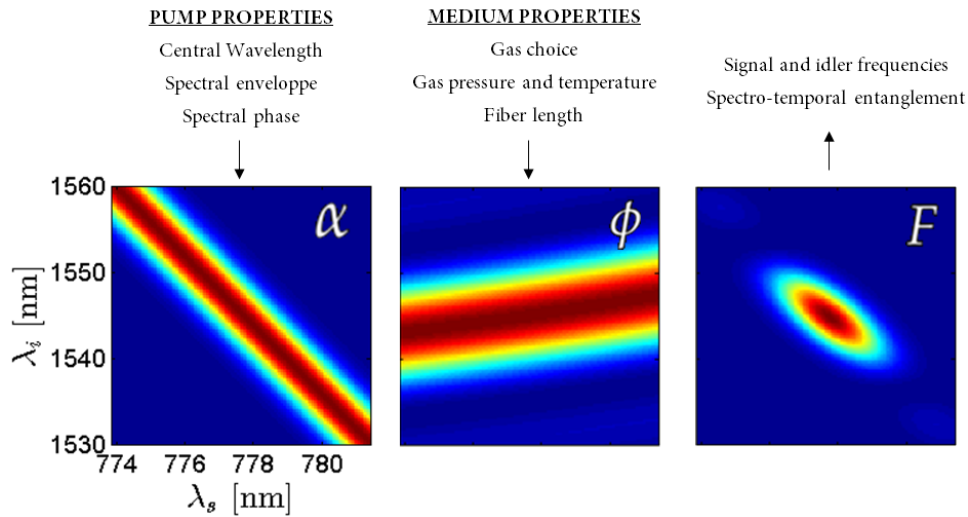 PUMP PROPERTIES
Central Wavelength
Spectral enveloppe
Spectral phase
MEDIUM PROPERTIES
Gas choice
Gas pressure and temperature
Fiber length
Signal and idler frequencies
Spectro-temporal entanglement
α
ϕ
F
1560
1550
1540
1530
λi [nm]
774 776 778 780
λs [nm]